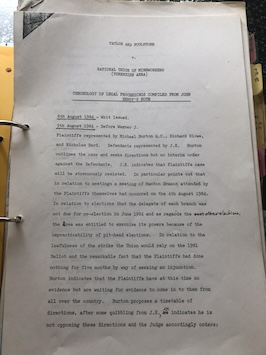 TAYLOR AND FOULSTONE
v.
NATIONAL UNION OF MINEWORKERS
(YORKSHIRE AREA)
CHRONOLOGY OF LEGAL PROCEEDINGS COMPILED FROM JOHN
HENDY'S NOTE
6th August 1984 - Writ issued.
7th August 1984 - Before Warner J.
Plaintiffs represented by Michael Burton Q.C., Richard Slowe,
and Nicholas Bard. Defendants represented by J.H. Burton
outlines the case and seeks directions but no interim order
against the Defendants. J.H. indicates that Plaintiffs case
will be strenuously resisted. In particular points out that
in relation to meetings a meeting of Manton Branch attended by
the Plaintiffs themselves had occurred on the 4th August 1984.
In relation to elections that the delegate of each branch was
not due for re-election in June 1984 and as regards the
the Area was entitled to exercise its powers because of the
impracticability of pithead elections. In relation to the
lawfulness of the strike the Union would rely on the 1981
Ballot and the remarkable fact that the Plaintiffs had done
nothing for five months by way of seeking an injunction.
Burton indicates that the Plaintiffs have at this time no
evidence but are waiting for evidence to come in to them from
all over the country. Burton proposes a timetable of
directions, after some quibbling from J.H. he indicates he is
not opposing these directions and the Judge accordingly orders: